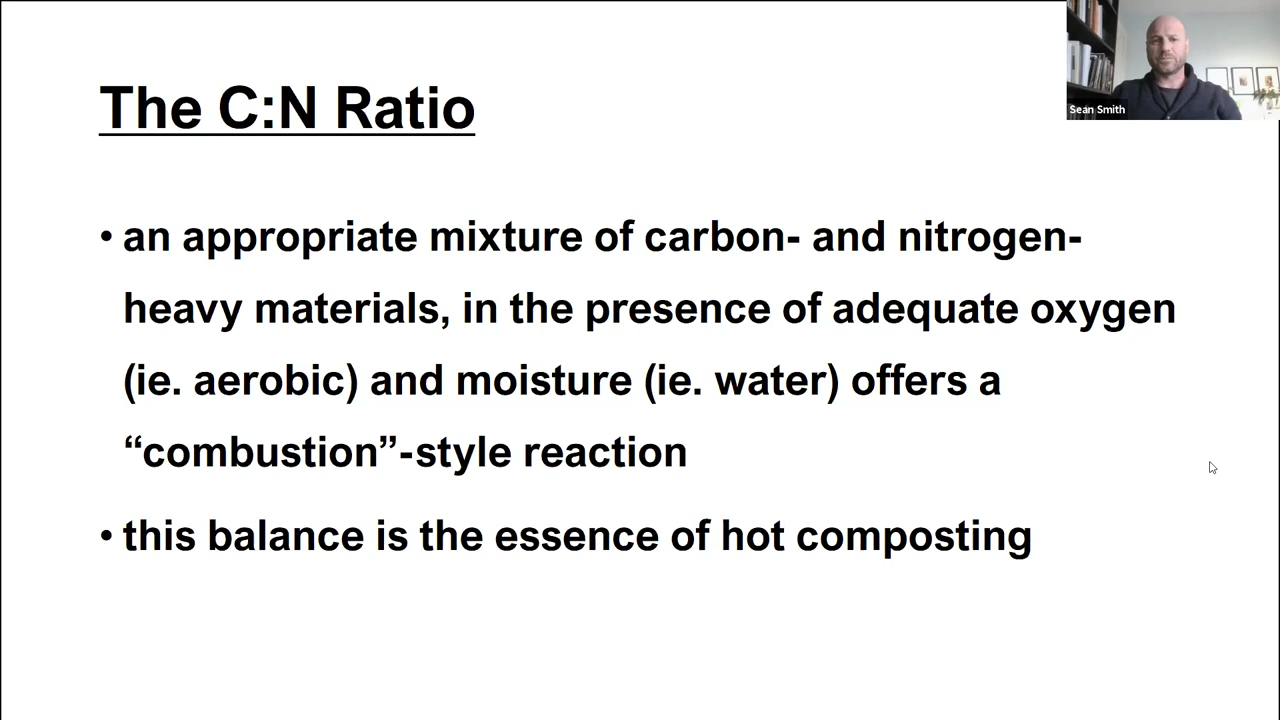 The C:N Ratio
Sean Smith
• an appropriate mixture of carbon- and nitrogen-
heavy materials, in the presence of adequate oxygen
(ie. aerobic) and moisture (ie. water) offers a
“combustion”-style reaction
• this balance is the essence of hot composting